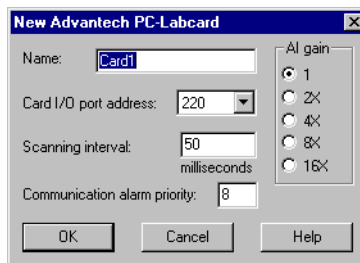 New Advantech PC-Labcard
Name: Card1
Card I/O port address: 220
Scanning interval: 50
milliseconds
Communication alarm priority: 8
AI gain
1
2X
4X
8X
16X
OK Cancel Help